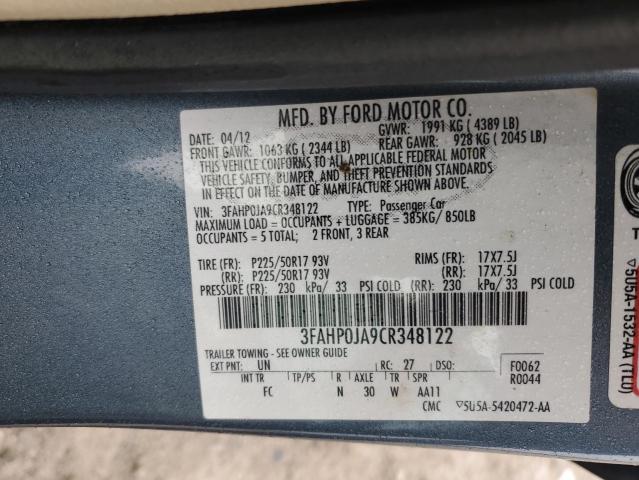 MFD. BY FORD MOTOR CO.
DATE: 04/12
GVWR: 1991 KG (4389 LB)
FRONT GAWR: 1063 KG (2344 LB)
REAR GAWR: 928 KG (2045 LB)
THIS VEHICLE CONFORMS TO ALL APPLICABLE FEDERAL MOTOR
VEHICLE SAFETY, BUMPER, AND THEFT PREVENTION STANDARDS
IN EFFECT ON THE DATE OF MANUFACTURE SHOWN ABOVE.
VIN: 3FAHP0JA9CR348122 TYPE: Passenger Car
MAXIMUM LOAD = OCCUPANTS + LUGGAGE = 385KG/ 850LB
OCCUPANTS = 5 TOTAL; 2 FRONT, 3 REAR
TIRE (FR): P225/50R17 93V RIMS (FR): 17X7.5J
(RR): P225/50R17 93V (RR): 17X7.5J
PRESSURE (FR): 230 kPa/ 33 PSI COLD (RR): 230 kPa/ 33 PSI COLD
3FAHP0JA9CR348122
TRAILER TOWING - SEE OWNER GUIDE
EXT PNT: UN RC: 27 DSO: F0062
INT TR TP/PS R AXLE TR SPR R0044
FC N 30 W AA11
CMC ▽5U5A-5420472-AA
▽5U5A-1532-AA (TLU)